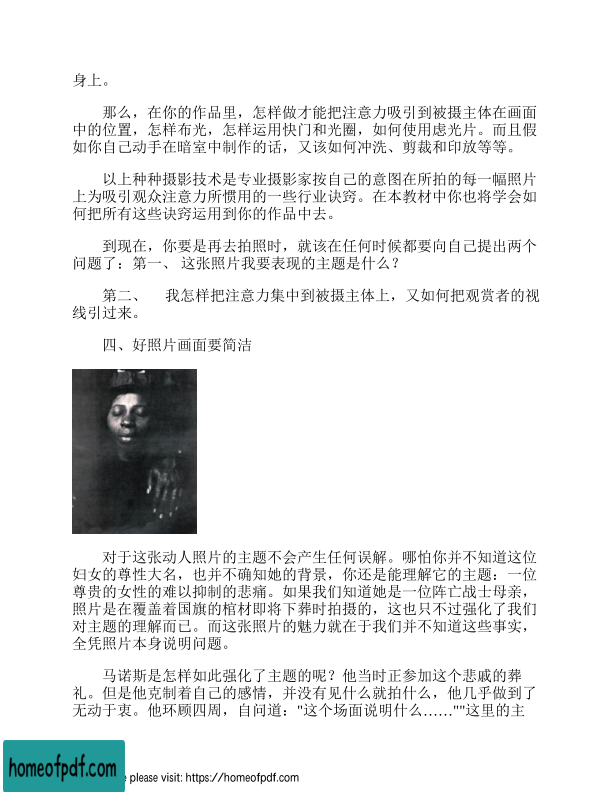 身上。
那么，在你的作品里，怎样做才能把注意力吸引到被摄主体在画面
中的位置，怎样布光，怎样运用快门和光圈，如何使用虑光片。而且假
如你自己动手在暗室中制作的话，又该如何冲洗、剪裁和印放等等。
以上种种摄影技术是专业摄影家按自己的意图在所拍的每一幅照片
上为吸引观众注意力所惯用的一些行业诀窍。在本教材中你也将学会如
何把所有这些诀窍运用到你的作品中去。
到现在，你要是再去拍照时，就该在任何时候都要向自己提出两个
问题了：第一、 这张照片我要表现的主题是什么？
第二、 我怎样把注意力集中到被摄主体上，又如何把观赏者的视
线引过来。
四、好照片画面要简洁
对于这张动人照片的主题不会产生任何误解。哪怕你并不知道这位
妇女的尊性大名，也并不确知她的背景，你还是能理解它的主题：一位
尊贵的女性的难以抑制的悲痛。如果我们知道她是一位阵亡战士母亲，
照片是在覆盖着国旗的棺材即将下葬时拍摄的，这也只不过强化了我们
对主题的理解而已。而这张照片的魅力就在于我们并不知道这些事实，
全凭照片本身说明问题。
马诺斯是怎样如此强化了主题的呢？他当时正参加这个悲戚的葬
礼。但是他克制着自己的感情，并没有见什么就拍什么，他几乎做到了
无动于衷。他环顾四周，自问道："这个场面说明什么……""这里的主
homeofpdf.com
e please visit: https://homeofpdf.com